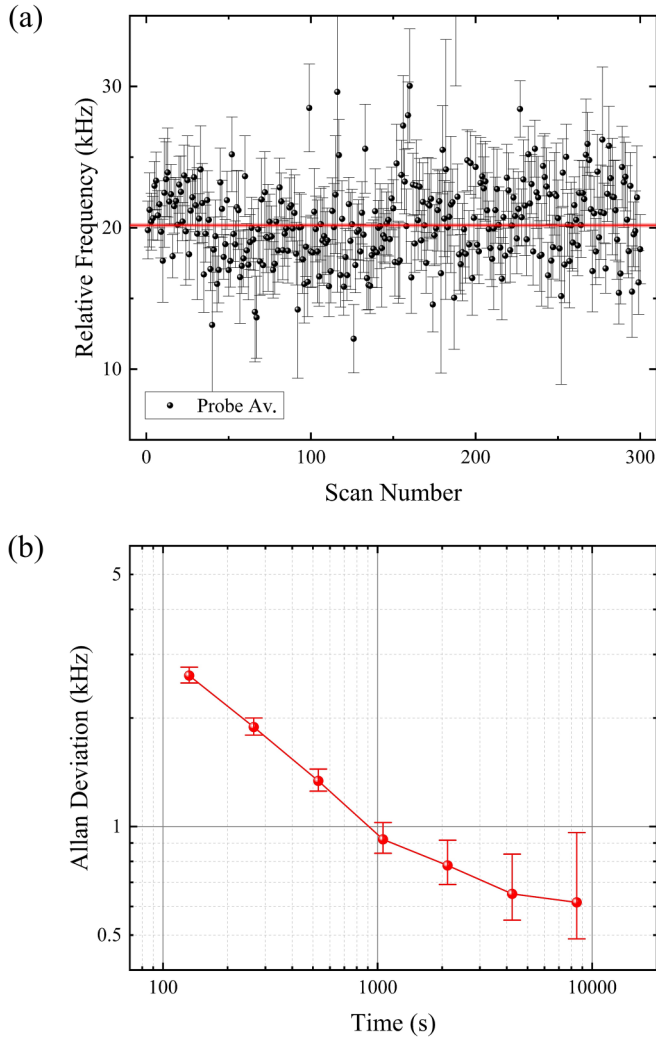 (a)
30
20
10
Relative Frequency (kHz)
Probe Av.
0
100
200
300
Scan Number
(b)
5
1
0.5
Allan Deviation (kHz)
100
1000
10000
Time (s)